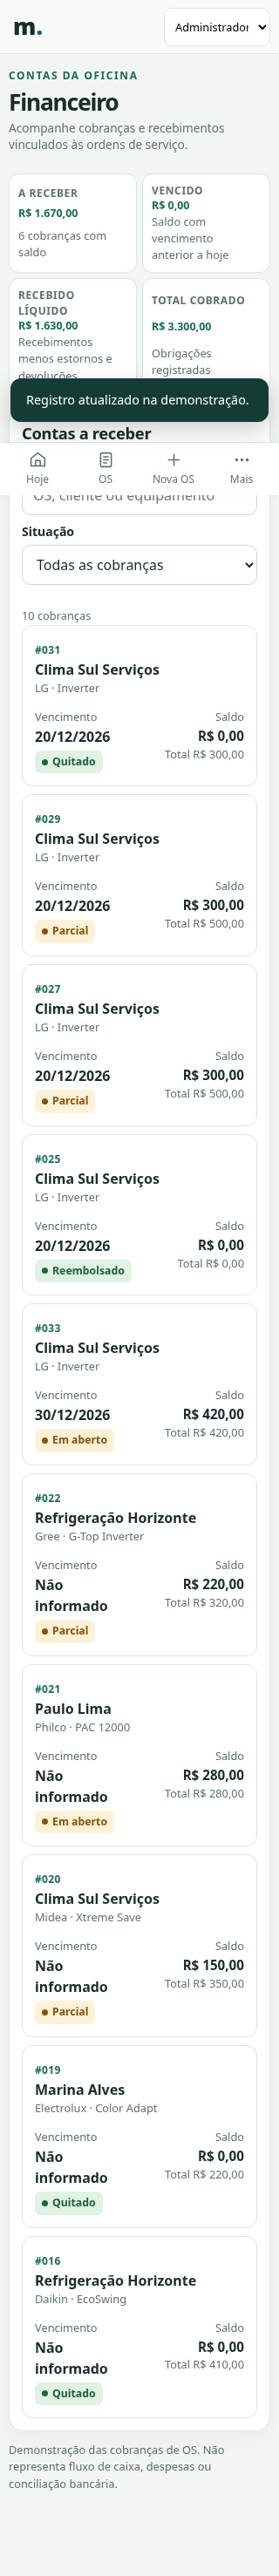 m.
Administrador
CONTAS DA OFICINA
Financeiro
Acompanhe cobranças e recebimentos
vinculados às ordens de serviço.
A RECEBER
R$ 1.670,00
6 cobranças com
saldo
VENCIDO
R$ 0,00
Saldo com
vencimento
anterior a hoje
RECEBIDO
LÍQUIDO
R$ 1.630,00
Recebimentos
menos estornos e
devoluções
TOTAL COBRADO
R$ 3.300,00
Obrigações
registradas
Registro atualizado na demonstração.
Contas a receber
Hoje
OS
Nova OS
Mais
OS, cliente ou equipamento
Situação
Todas as cobranças
10 cobranças
#031
Clima Sul Serviços
LG · Inverter
Vencimento
20/12/2026
Quitado
Saldo
R$ 0,00
Total R$ 300,00
#029
Clima Sul Serviços
LG · Inverter
Vencimento
20/12/2026
Parcial
Saldo
R$ 300,00
Total R$ 500,00
#027
Clima Sul Serviços
LG · Inverter
Vencimento
20/12/2026
Parcial
Saldo
R$ 300,00
Total R$ 500,00
#025
Clima Sul Serviços
LG · Inverter
Vencimento
20/12/2026
Reembolsado
Saldo
R$ 0,00
Total R$ 0,00
#033
Clima Sul Serviços
LG · Inverter
Vencimento
30/12/2026
Em aberto
Saldo
R$ 420,00
Total R$ 420,00
#022
Refrigeração Horizonte
Gree · G-Top Inverter
Vencimento
Não
informado
Parcial
Saldo
R$ 220,00
Total R$ 320,00
#021
Paulo Lima
Philco · PAC 12000
Vencimento
Não
informado
Em aberto
Saldo
R$ 280,00
Total R$ 280,00
#020
Clima Sul Serviços
Midea · Xtreme Save
Vencimento
Não
informado
Parcial
Saldo
R$ 150,00
Total R$ 350,00
#019
Marina Alves
Electrolux · Color Adapt
Vencimento
Não
informado
Quitado
Saldo
R$ 0,00
Total R$ 220,00
#016
Refrigeração Horizonte
Daikin · EcoSwing
Vencimento
Não
informado
Quitado
Saldo
R$ 0,00
Total R$ 410,00
Demonstração das cobranças de OS. Não
representa fluxo de caixa, despesas ou
conciliação bancária.